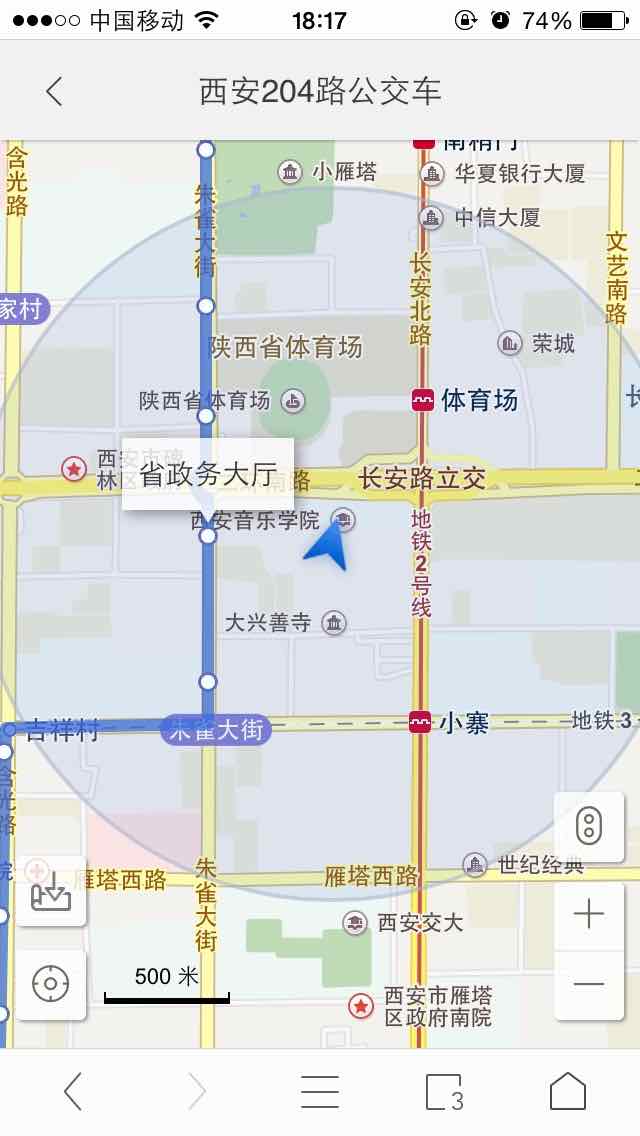 中国移动
18:17
74%
西安204路公交车
含光路
南稍门
小雁塔
华夏银行大厦
中信大厦
朱雀大街
文艺南路
长安北路
家村
陕西省体育场
荣城
陕西省体育场
体育场
长
西安市碑
林区
省政务大厅
南路
长安路立交
西安音乐学院
地铁2号线
大兴善寺
吉祥村
朱雀大街
小寨
地铁3
含光路
世纪经典
院
雁塔西路
朱雀大街
雁塔西路
西安交大
500 米
西安市雁塔
区政府南院
3